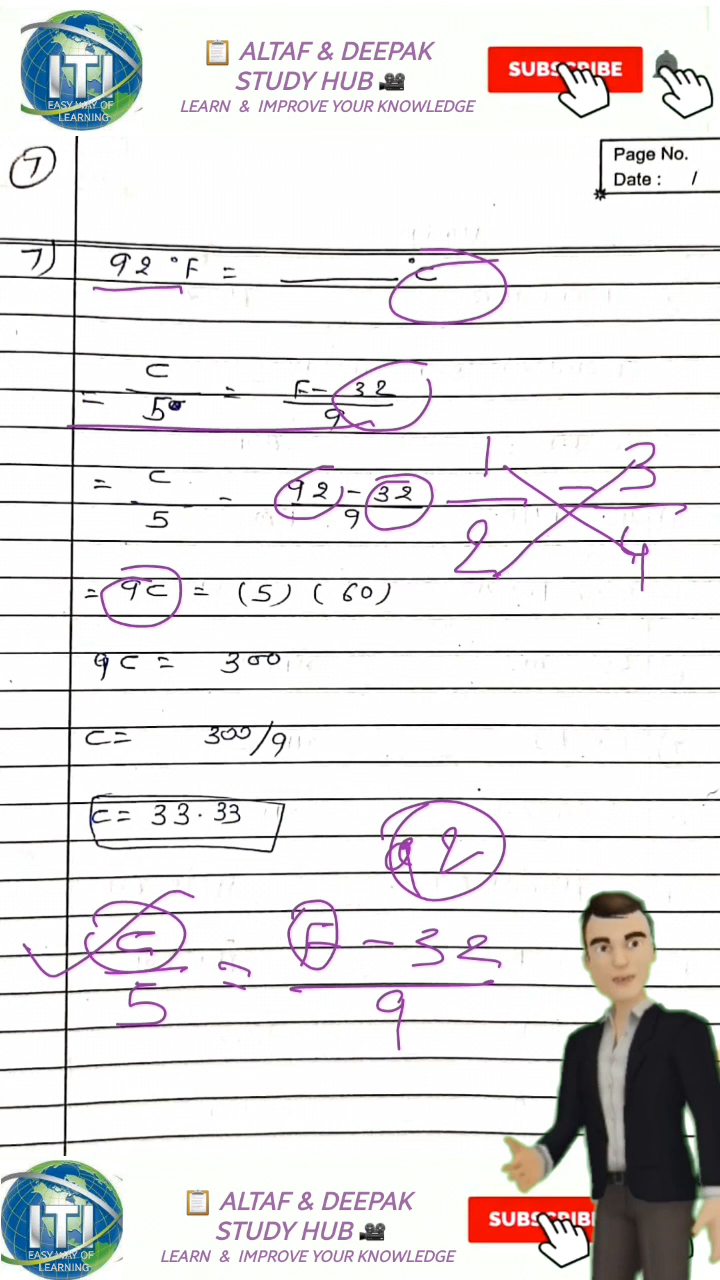 📋 ALTAF & DEEPAK
STUDY HUB 🎥
LEARN & IMPROVE YOUR KNOWLEDGE
SUBSCRIBE
ITI
EASY WAY OF
LEARNING
7
Page No.
Date : /
7) 92 °F = ______ °C
= C/5 = F - 32/9
= C/5 = 92 - 32/9
1/2 = 3/4
= 9C = (5) (60)
9C = 300
C = 300/9
C = 33.33
92
C/5 = F - 32/9
ITI
EASY WAY OF
LEARNING
📋 ALTAF & DEEPAK
STUDY HUB 🎥
LEARN & IMPROVE YOUR KNOWLEDGE